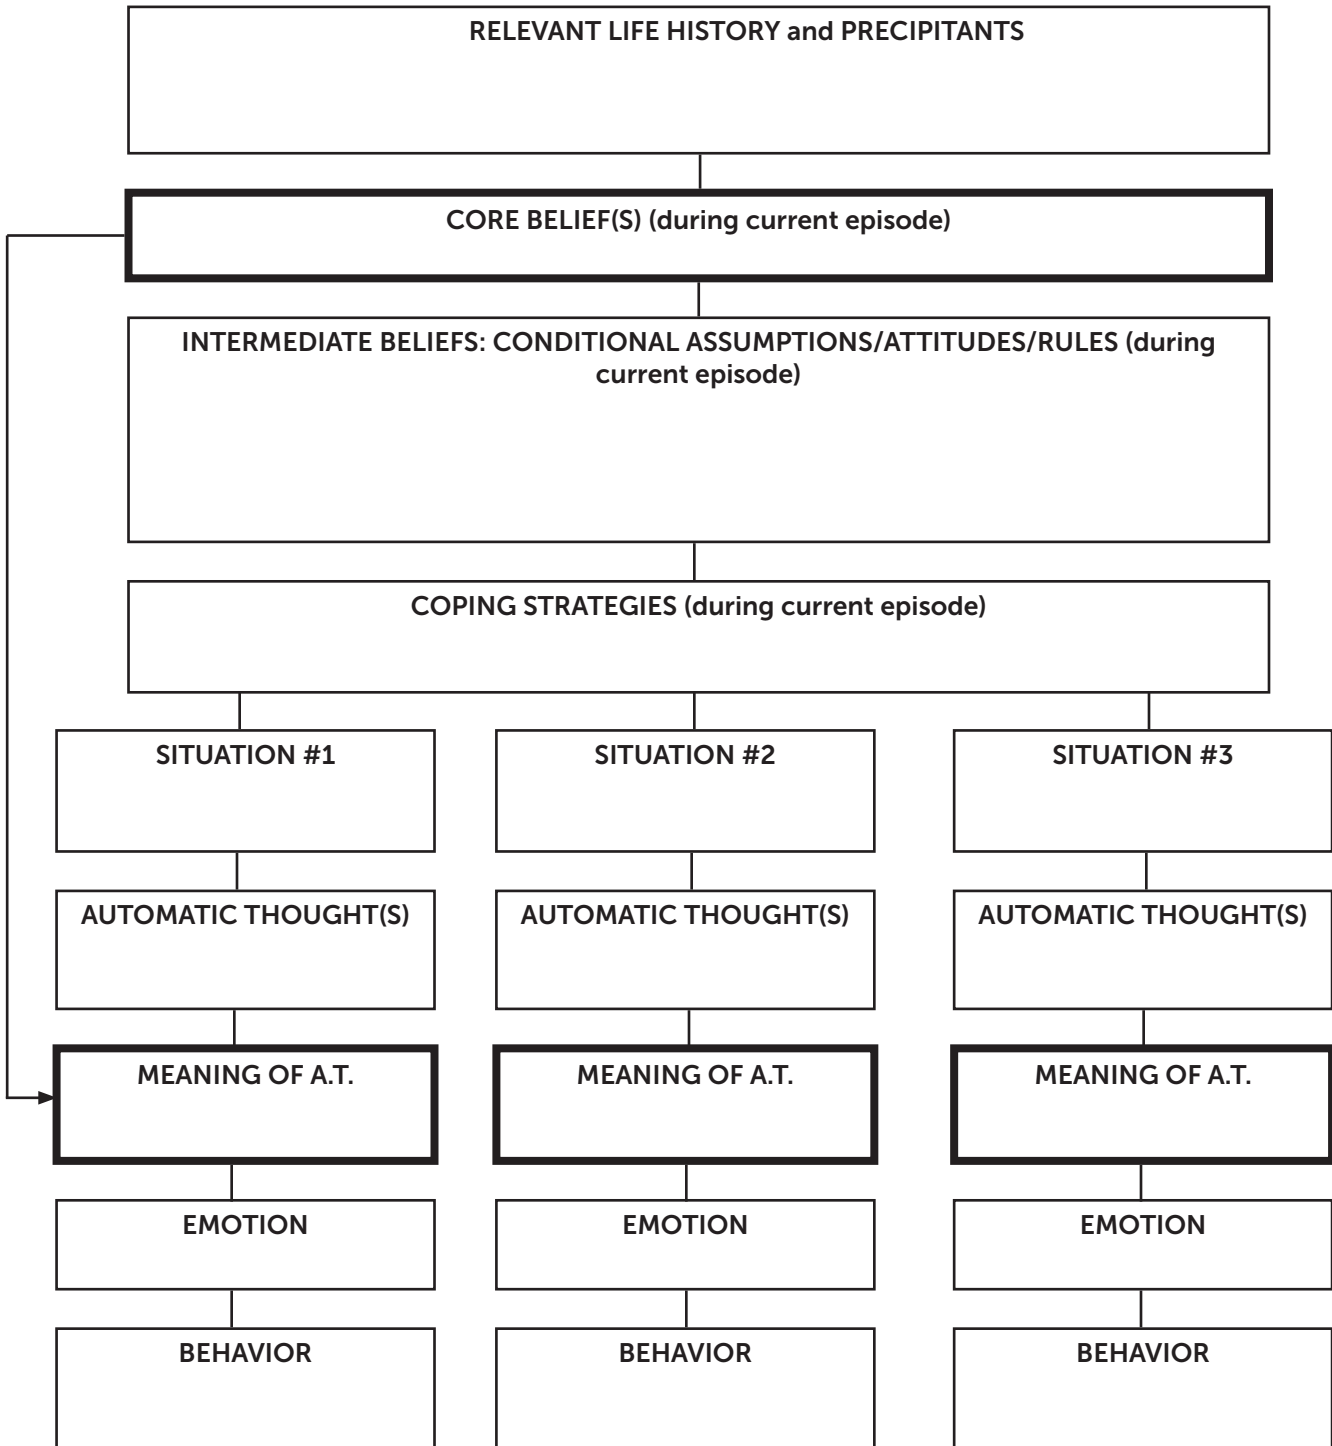 RELEVANT LIFE HISTORY and PRECIPITANTS
CORE BELIEF(S) (during current episode)
INTERMEDIATE BELIEFS: CONDITIONAL ASSUMPTIONS/ATTITUDES/RULES (during
current episode)
COPING STRATEGIES (during current episode)
SITUATION #1
SITUATION #2
SITUATION #3
AUTOMATIC THOUGHT(S)
AUTOMATIC THOUGHT(S)
AUTOMATIC THOUGHT(S)
MEANING OF A.T.
MEANING OF A.T.
MEANING OF A.T.
EMOTION
EMOTION
EMOTION
BEHAVIOR
BEHAVIOR
BEHAVIOR